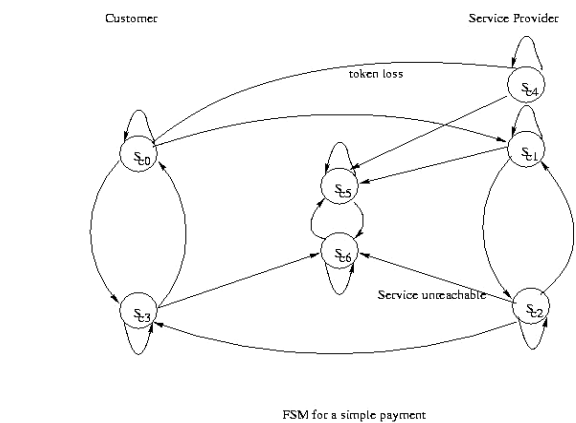 Customer
Service Provider
token loss
Sc4
Sc0
Sc1
Sc5
Sc6
Service unreachable
Sc3
Sc2
FSM for a simple payment